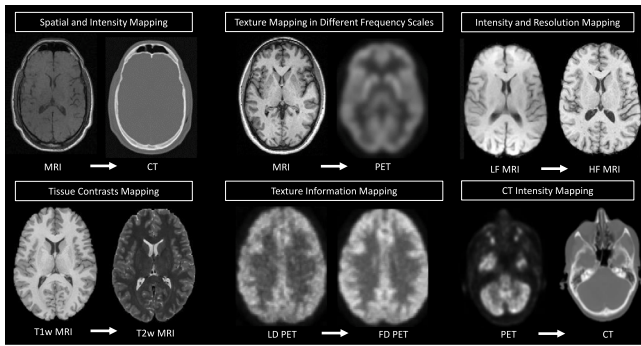 Spatial and Intensity Mapping
MRI
CT
Texture Mapping in Different Frequency Scales
MRI
PET
Intensity and Resolution Mapping
LF MRI
HF MRI
Tissue Contrasts Mapping
T1w MRI
T2w MRI
Texture Information Mapping
LD PET
FD PET
CT Intensity Mapping
PET
CT